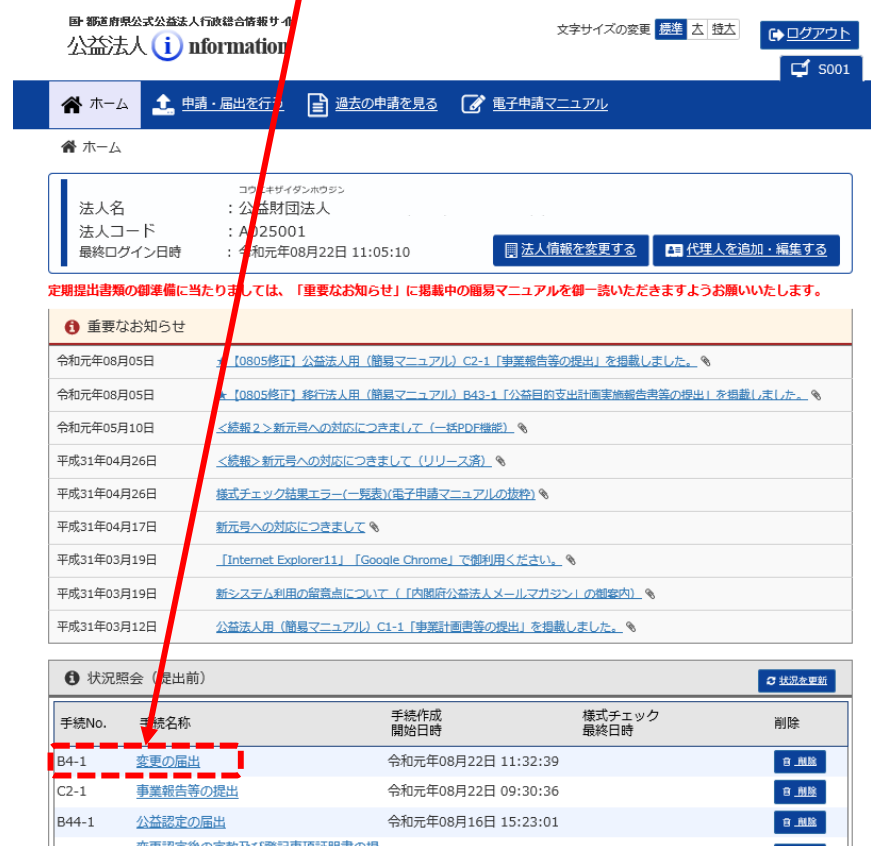 国・都道府県公式公益法人行政総合情報サイト
公益法人 information
文字サイズの変更 標準 大 特大
ログアウト
S001
ホーム 申請・届出を行う 過去の申請を見る 電子申請マニュアル
ホーム
コウエキザイダンホウジン
法人名 : 公益財団法人
法人コード : A025001
最終ログイン日時 : 令和元年08月22日 11:05:10
法人情報を変更する 代理人を追加・編集する
定期提出書類の御準備に当たりましては、「重要なお知らせ」に掲載中の簡易マニュアルを御一読いただきますようお願いいたします。
重要なお知らせ
令和元年08月05日 ★【0805修正】公益法人用（簡易マニュアル）C2-1「事業報告等の提出」を掲載しました。
令和元年08月05日 ★【0805修正】移行法人用（簡易マニュアル）B43-1「公益目的支出計画実施報告書等の提出」を掲載しました。
令和元年05月10日 ＜続報２＞新元号への対応につきまして（一括PDF機能）
平成31年04月26日 ＜続報＞新元号への対応につきまして（リリース済）
平成31年04月26日 様式チェック結果エラー(一覧表)(電子申請マニュアルの抜粋)
平成31年04月17日 新元号への対応につきまして
平成31年03月19日 「Internet Explorer11」「Google Chrome」で御利用ください。
平成31年03月19日 新システム利用の留意点について（「内閣府公益法人メールマガジン」の御案内）
平成31年03月12日 公益法人用（簡易マニュアル）C1-1「事業計画書等の提出」を掲載しました。
状況照会（提出前） 状況を更新
手続No. 手続名称 手続作成開始日時 様式チェック最終日時 削除
B4-1 変更の届出 令和元年08月22日 11:32:39 削除
C2-1 事業報告等の提出 令和元年08月22日 09:30:36 削除
B44-1 公益認定の届出 令和元年08月16日 15:23:01 削除
変更認定後の定款及び登記事項証明書の提